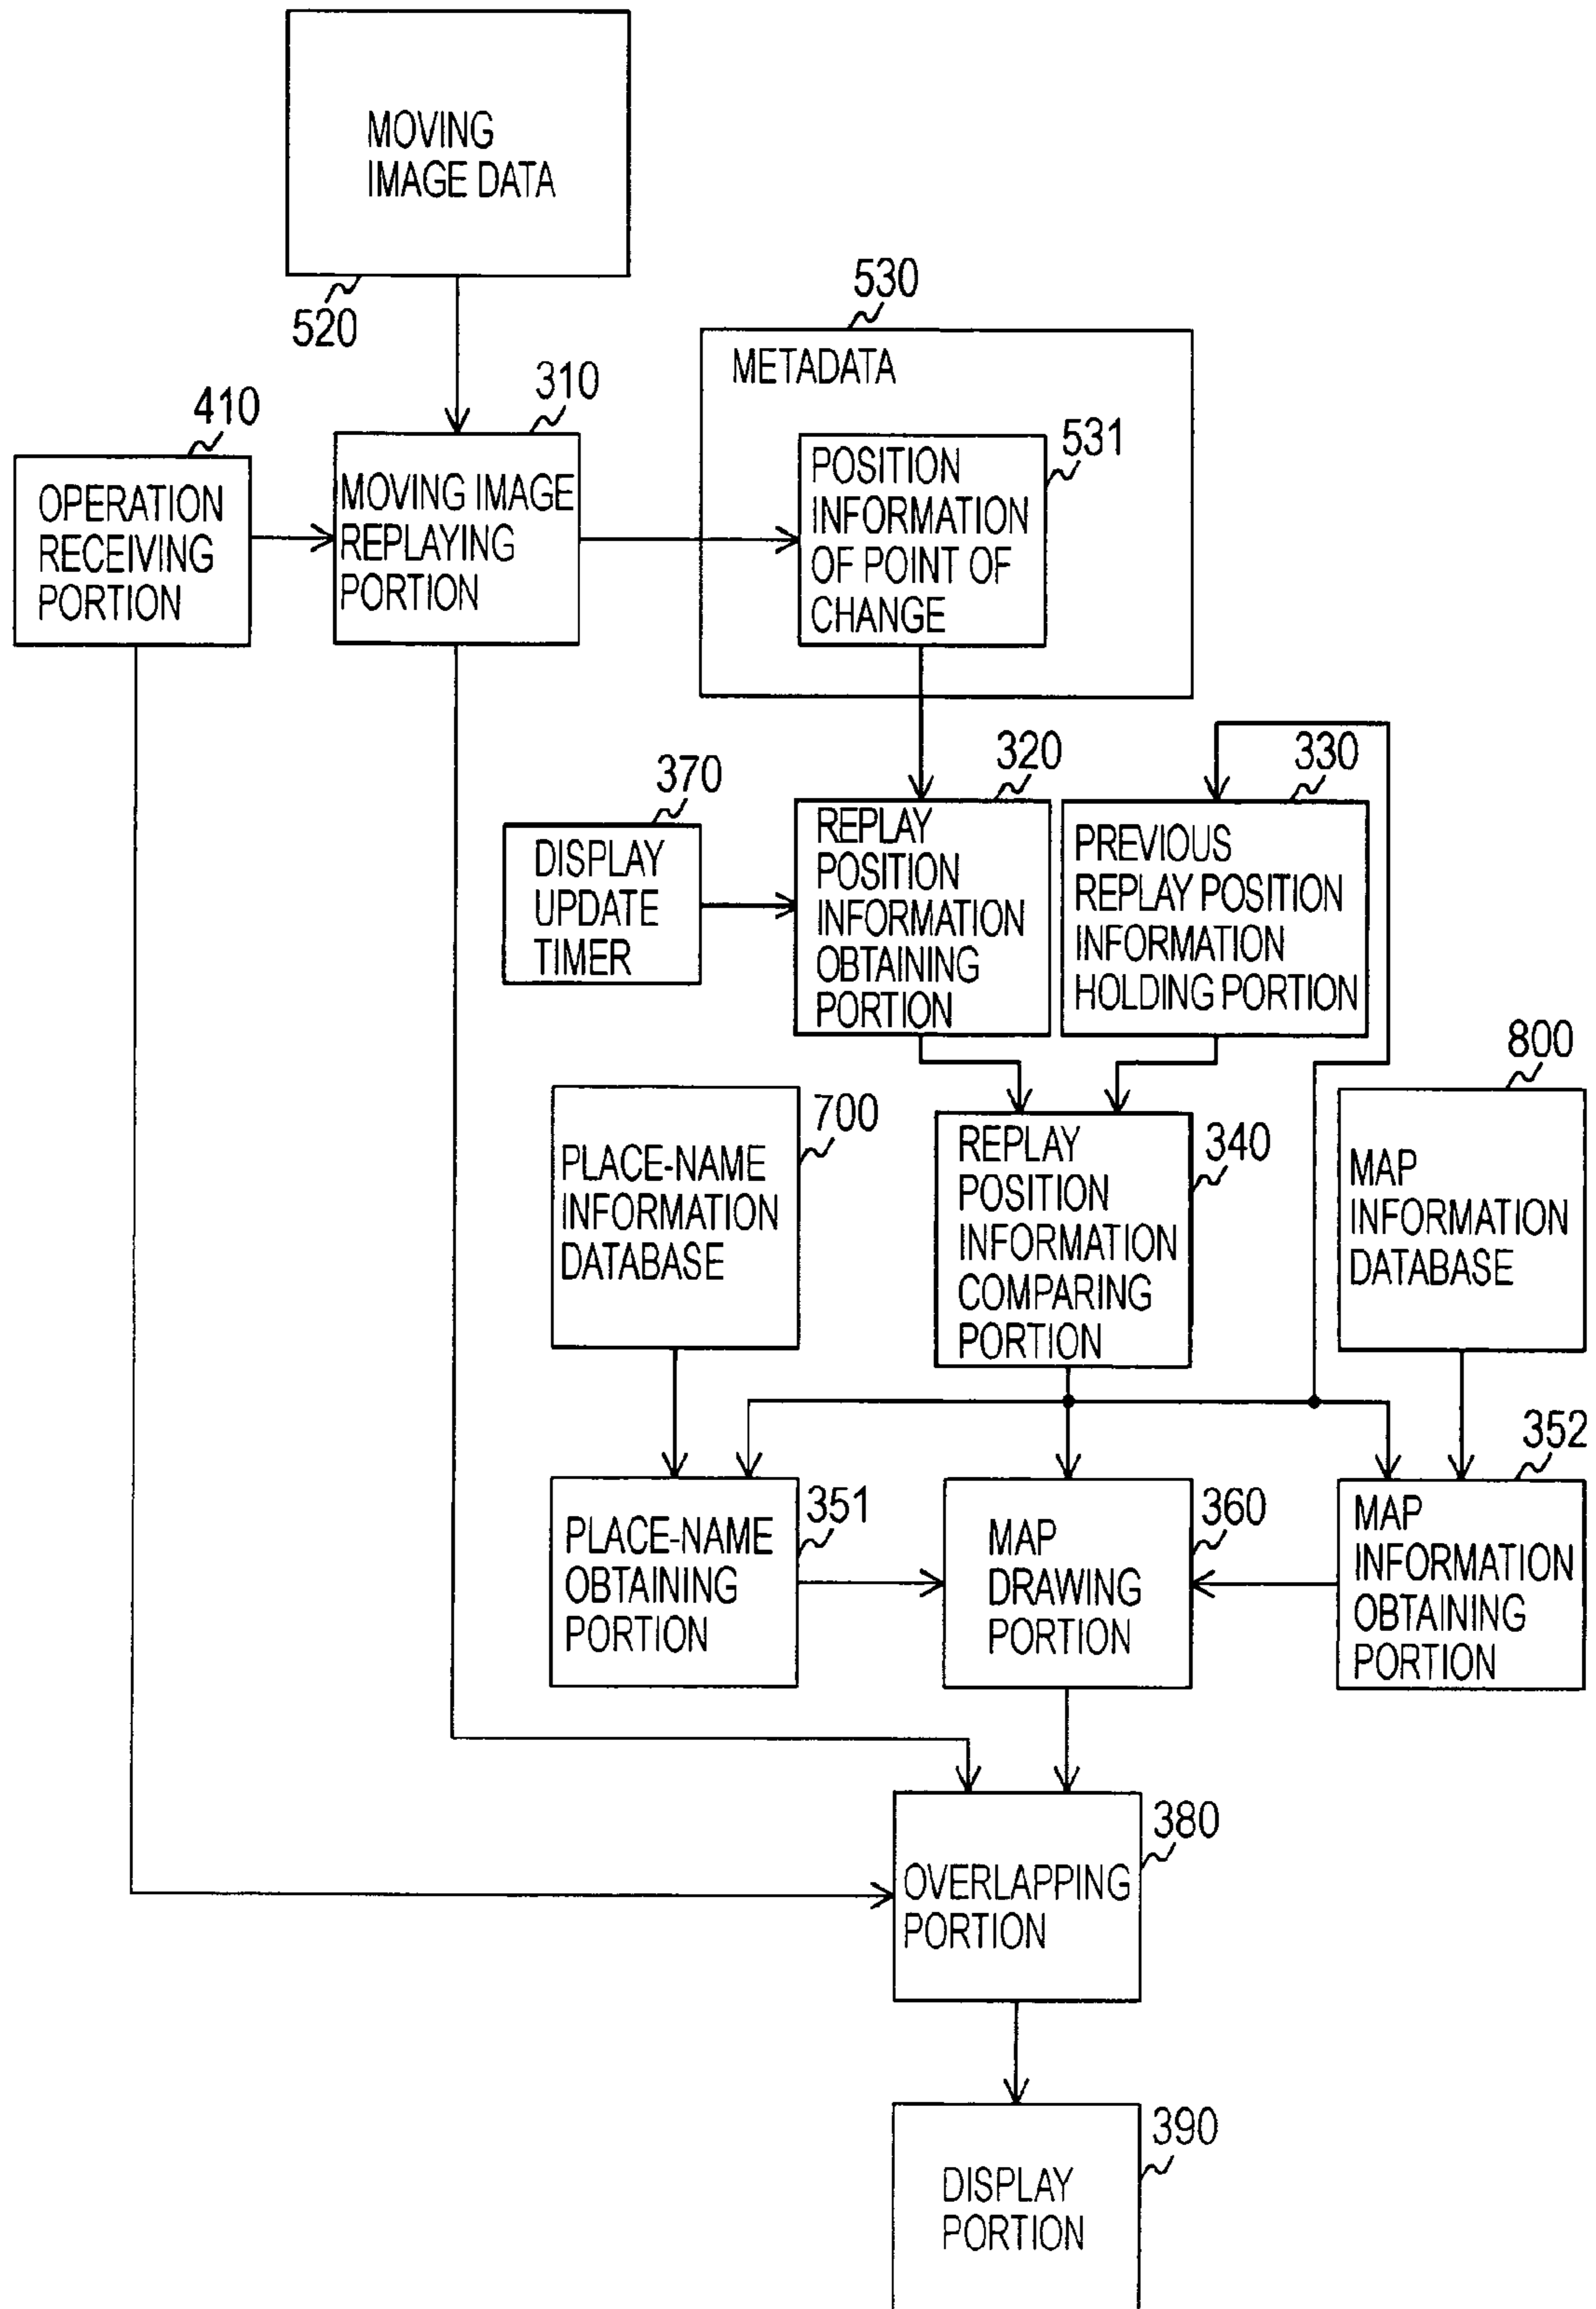 MOVING
IMAGE DATA
520
530
METADATA
310
410
531
OPERATION
RECEIVING
PORTION
MOVING IMAGE
REPLAYING
PORTION
POSITION
INFORMATION
OF POINT OF
CHANGE
320
330
370
DISPLAY
UPDATE
TIMER
REPLAY
POSITION
INFORMATION
OBTAINING
PORTION
PREVIOUS
REPLAY POSITION
INFORMATION
HOLDING PORTION
800
700
340
PLACE-NAME
INFORMATION
DATABASE
REPLAY
POSITION
INFORMATION
COMPARING
PORTION
MAP
INFORMATION
DATABASE
352
351
360
PLACE-NAME
OBTAINING
PORTION
MAP
DRAWING
PORTION
MAP
INFORMATION
OBTAINING
PORTION
380
OVERLAPPING
PORTION
390
DISPLAY
PORTION